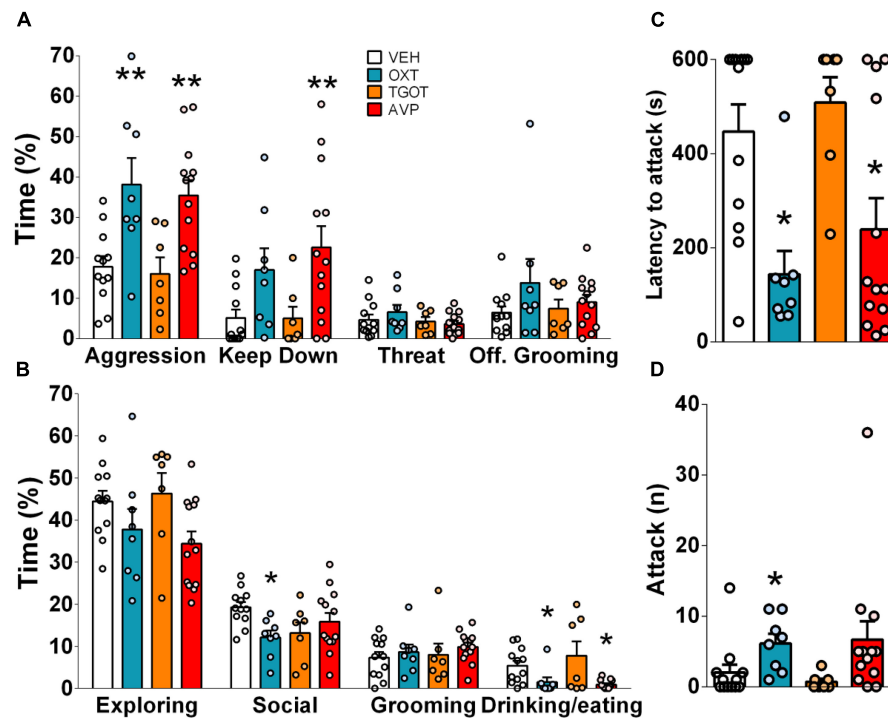 A
Time (%)
70
60
50
40
30
20
10
0
** ** **
VEH
OXT
TGOT
AVP
Aggression Keep Down Threat Off. Grooming
B
Time (%)
70
60
50
40
30
20
10
0
* * *
Exploring Social Grooming Drinking/eating
C
Latency to attack (s)
600
400
200
0
* *
D
Attack (n)
40
30
20
10
0
*